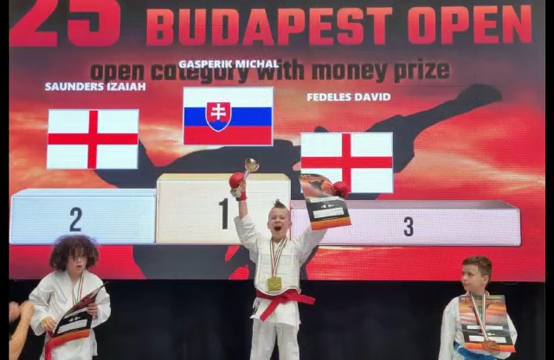 25 BUDAPEST OPEN
open category with money prize
GASPERIK MICHAL
SAUNDERS IZAIAH
FEDELES DAVID
2
1
3